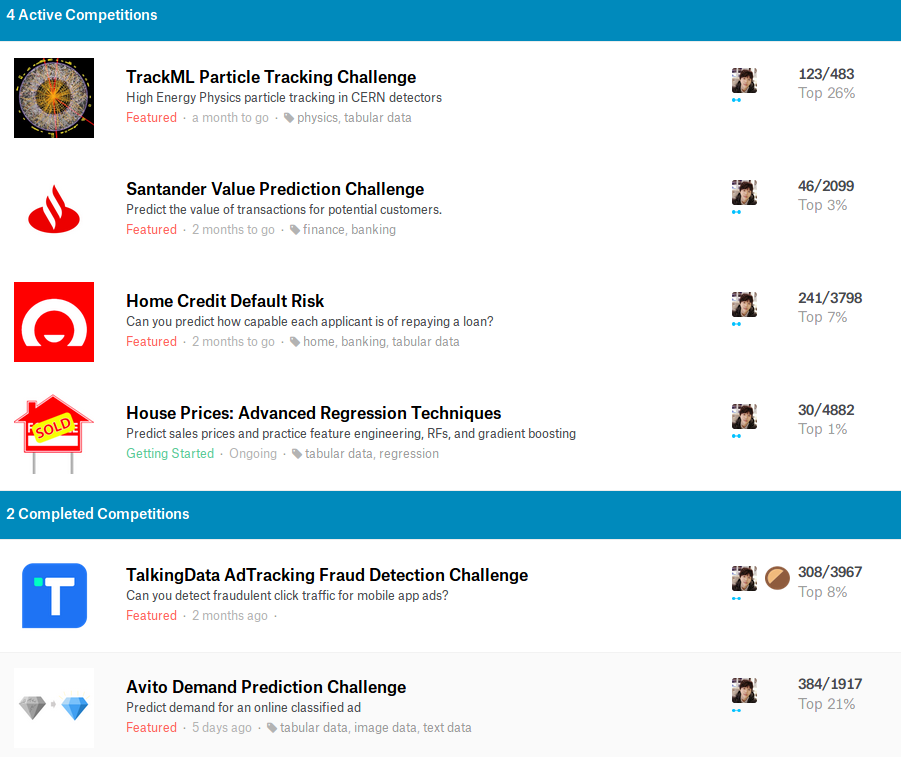 4 Active Competitions
TrackML Particle Tracking Challenge
High Energy Physics particle tracking in CERN detectors
Featured · a month to go · physics, tabular data
123/483
Top 26%
Santander Value Prediction Challenge
Predict the value of transactions for potential customers.
Featured · 2 months to go · finance, banking
46/2099
Top 3%
Home Credit Default Risk
Can you predict how capable each applicant is of repaying a loan?
Featured · 2 months to go · home, banking, tabular data
241/3798
Top 7%
SOLD
House Prices: Advanced Regression Techniques
Predict sales prices and practice feature engineering, RFs, and gradient boosting
Getting Started · Ongoing · tabular data, regression
30/4882
Top 1%
2 Completed Competitions
T
TalkingData AdTracking Fraud Detection Challenge
Can you detect fraudulent click traffic for mobile app ads?
Featured · 2 months ago ·
308/3967
Top 8%
Avito Demand Prediction Challenge
Predict demand for an online classified ad
Featured · 5 days ago · tabular data, image data, text data
384/1917
Top 21%